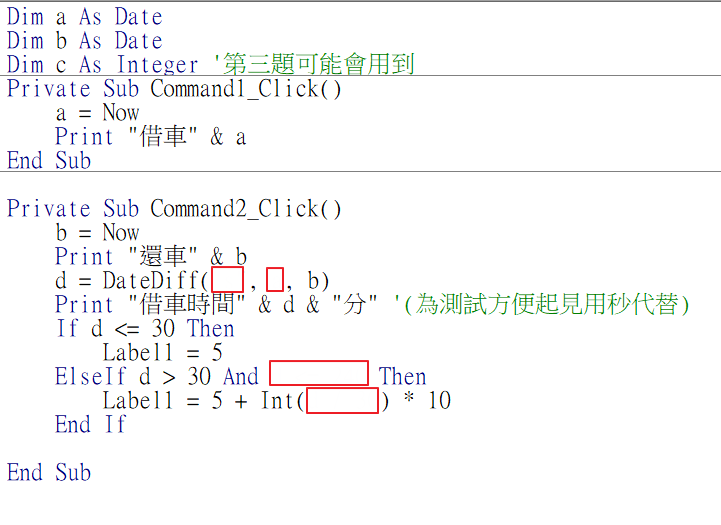 Dim a As Date
Dim b As Date
Dim c As Integer '第三題可能會用到
Private Sub Command1_Click()
    a = Now
    Print "借車" & a
End Sub
Private Sub Command2_Click()
    b = Now
    Print "還車" & b
    d = DateDiff( , , b)
    Print "借車時間" & d & "分" '(為測試方便起見用秒代替)
    If d <= 30 Then
        Label1 = 5
    ElseIf d > 30 And Then
        Label1 = 5 + Int( ) * 10
    End If
End Sub